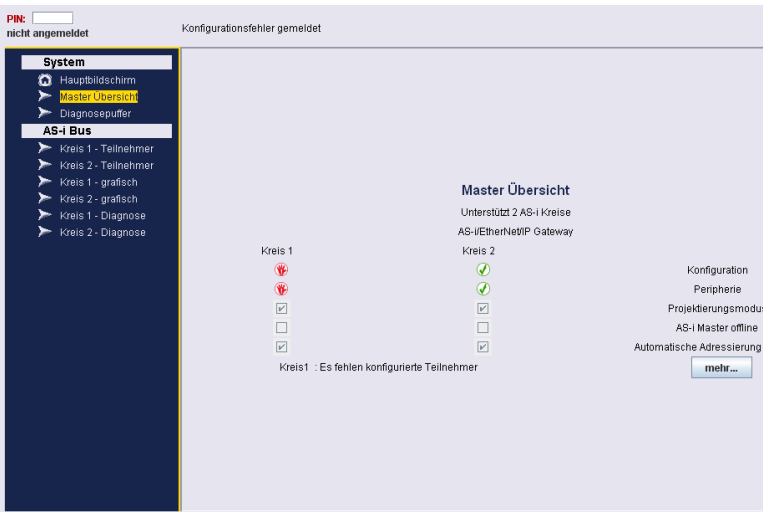 PIN:
nicht angemeldet
Konfigurationsfehler gemeldet
System
Hauptbildschirm
Master Übersicht
Diagnosepuffer
AS-i Bus
Kreis 1 - Teilnehmer
Kreis 2 - Teilnehmer
Kreis 1 - grafisch
Kreis 2 - grafisch
Kreis 1 - Diagnose
Kreis 2 - Diagnose
Master Übersicht
Unterstützt 2 AS-i Kreise
AS-i/EtherNet/IP Gateway
Kreis 1 Kreis 2
Konfiguration
Peripherie
Projektierungsmodus
AS-i Master offline
Automatische Adressierung
Kreis1 : Es fehlen konfigurierte Teilnehmer
mehr...